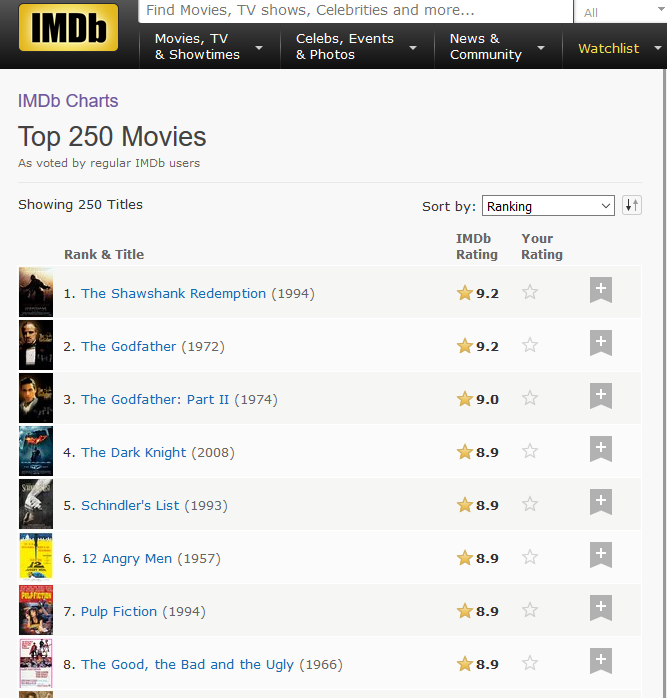 IMDb
Find Movies, TV shows, Celebrities and more...
All
Movies, TV
& Showtimes
Celebs, Events
& Photos
News &
Community
Watchlist
IMDb Charts
Top 250 Movies
As voted by regular IMDb users
Showing 250 Titles
Sort by: Ranking
Rank & Title
IMDb
Rating
Your
Rating
1. The Shawshank Redemption (1994) 9.2
2. The Godfather (1972) 9.2
3. The Godfather: Part II (1974) 9.0
4. The Dark Knight (2008) 8.9
5. Schindler's List (1993) 8.9
12
6. 12 Angry Men (1957) 8.9
PULP FICTION
7. Pulp Fiction (1994) 8.9
8. The Good, the Bad and the Ugly (1966) 8.9